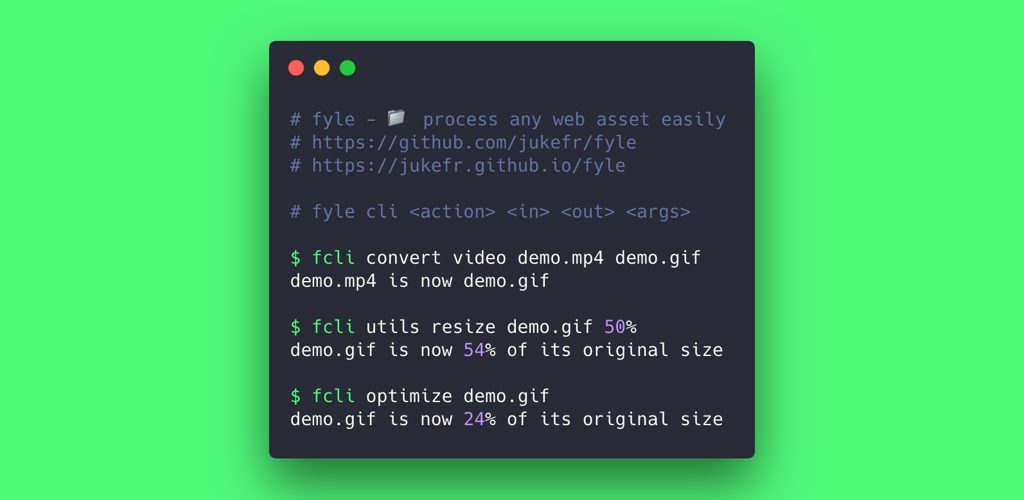 # fyle - 📁 process any web asset easily
# https://github.com/jukefr/fyle
# https://jukefr.github.io/fyle
# fyle cli <action> <in> <out> <args>
$ fcli convert video demo.mp4 demo.gif
demo.mp4 is now demo.gif
$ fcli utils resize demo.gif 50%
demo.gif is now 54% of its original size
$ fcli optimize demo.gif
demo.gif is now 24% of its original size